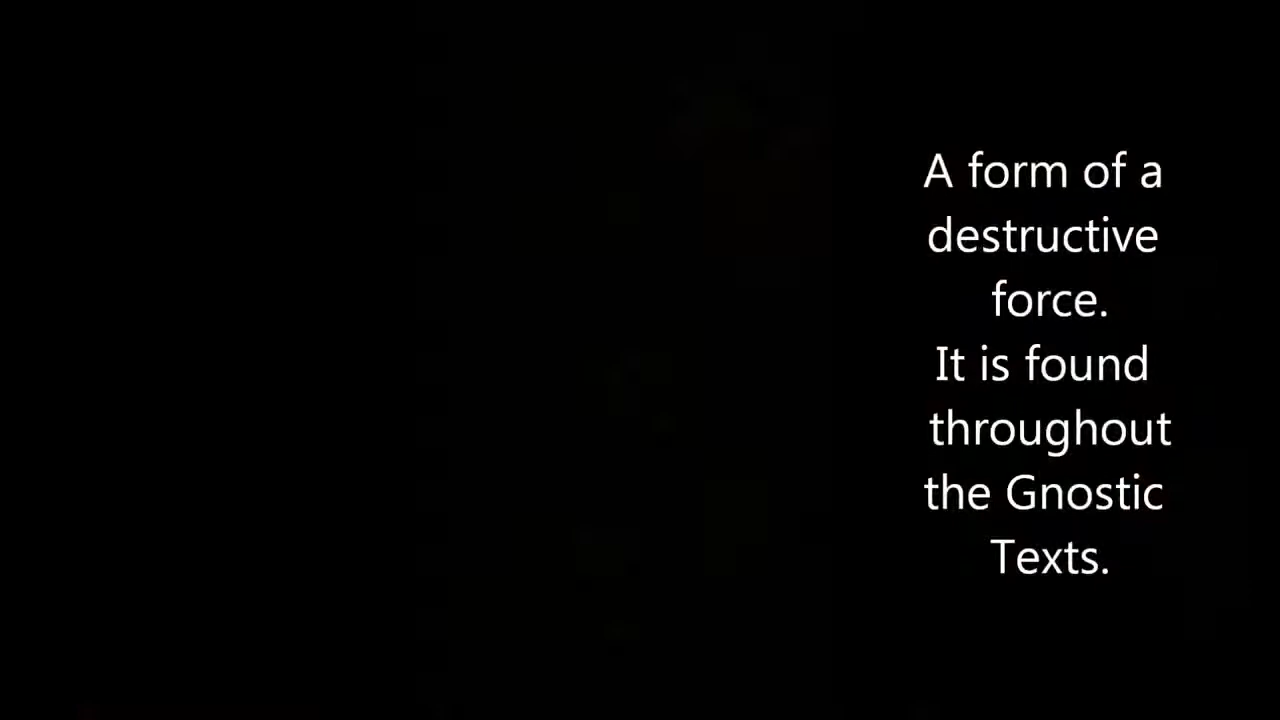 A form of a
destructive
force.
It is found
throughout
the Gnostic
Texts.